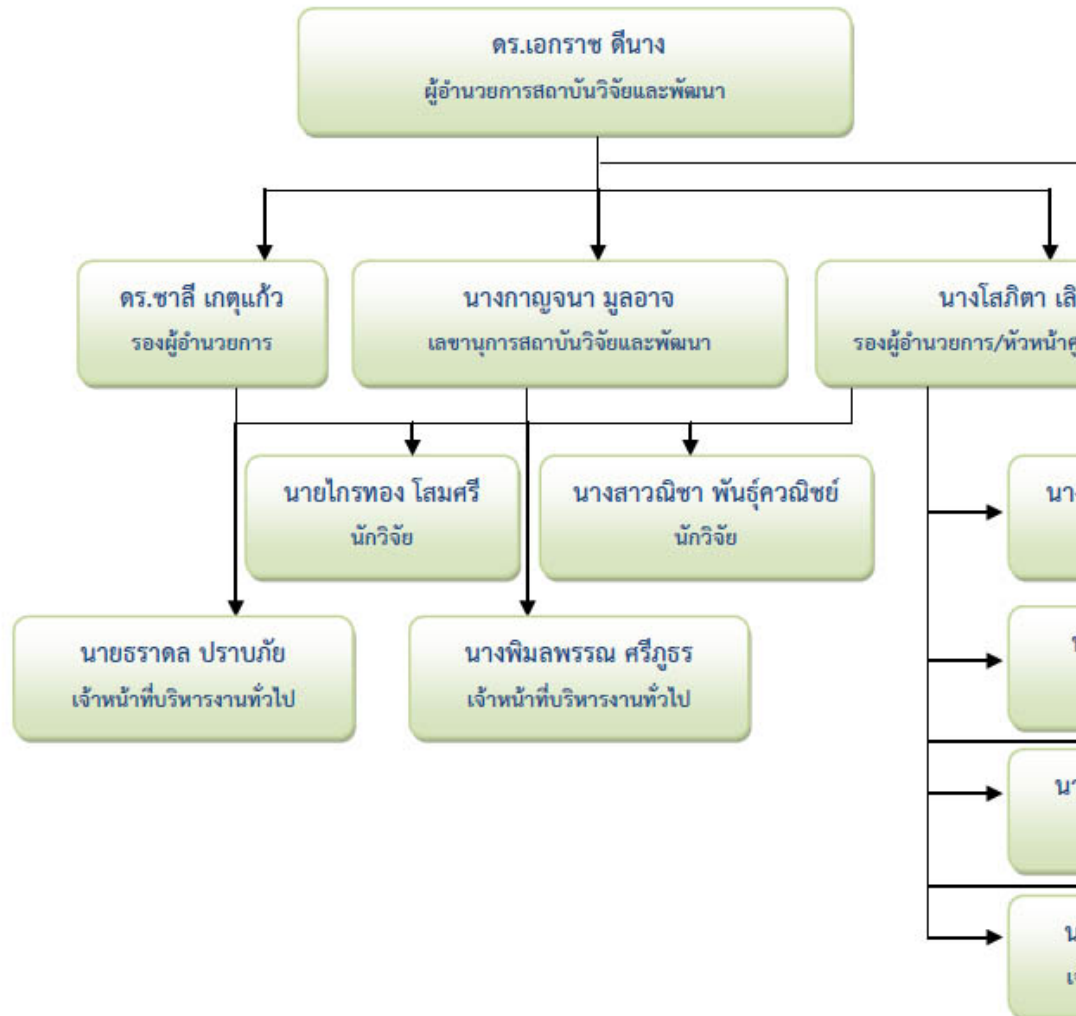 ดร.เอกราช ดีนาง
ผู้อำนวยการสถาบันวิจัยและพัฒนา
ดร.ชาลี เกตุแก้ว
รองผู้อำนวยการ
นางกาญจนา มูลอาจ
เลขานุการสถาบันวิจัยและพัฒนา
นางโสภิตา
รองผู้อำนวยการ/หัวหน้า
นายไกรทอง โสมศรี
นักวิจัย
นางสาวณิชา พันธุ์ควณิชย์
นักวิจัย
นายธราดล ปราบภัย
เจ้าหน้าที่บริหารงานทั่วไป
นางพิมลพรรณ ศรีภูธร
เจ้าหน้าที่บริหารงานทั่วไป